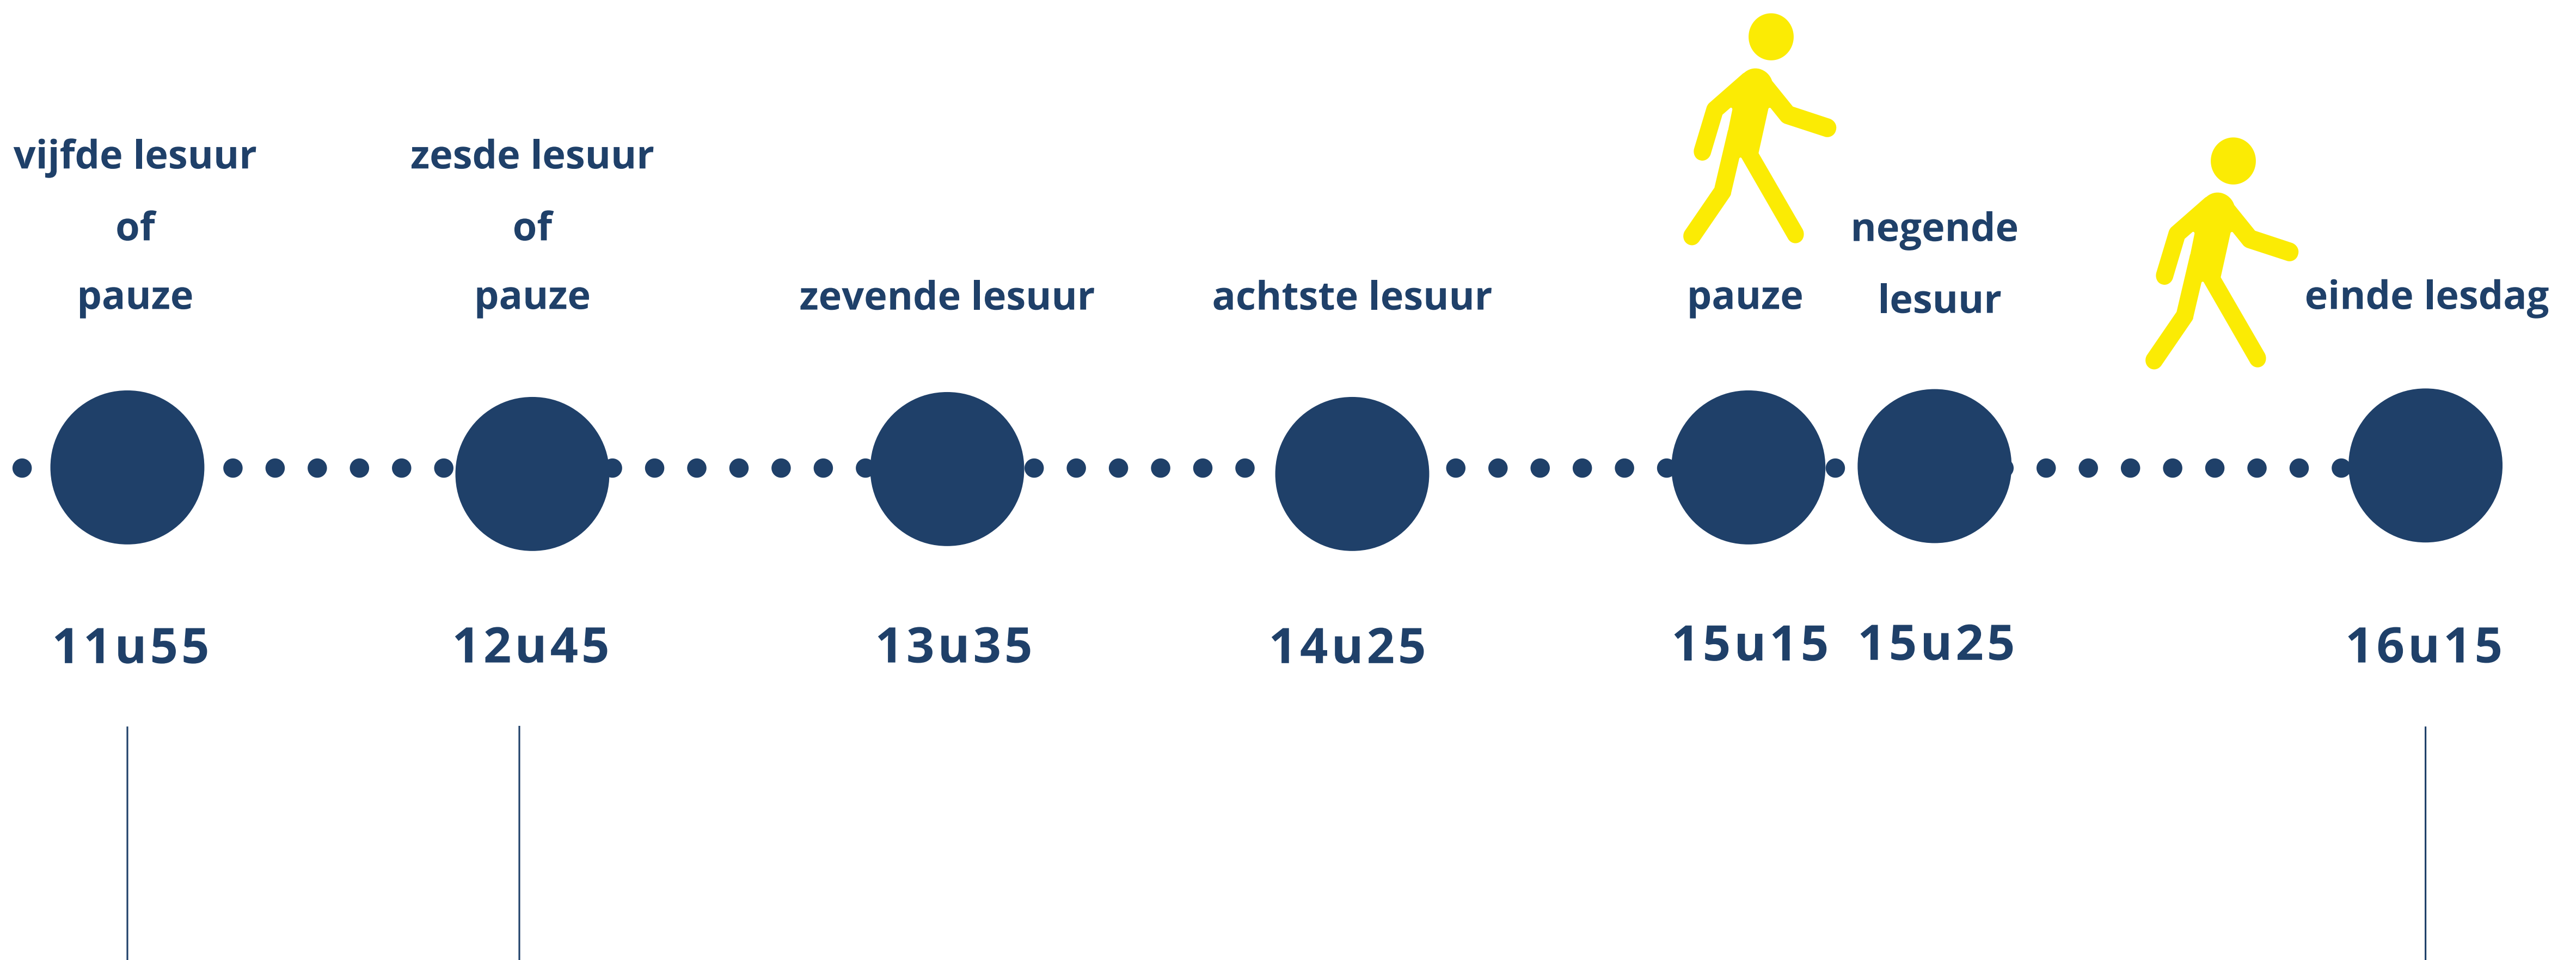 vijfde lesuur
of
pauze
zesde lesuur
of
pauze
zevende lesuur
achtste lesuur
pauze
negende
lesuur
einde lesdag
11u55
12u45
13u35
14u25
15u15
15u25
16u15